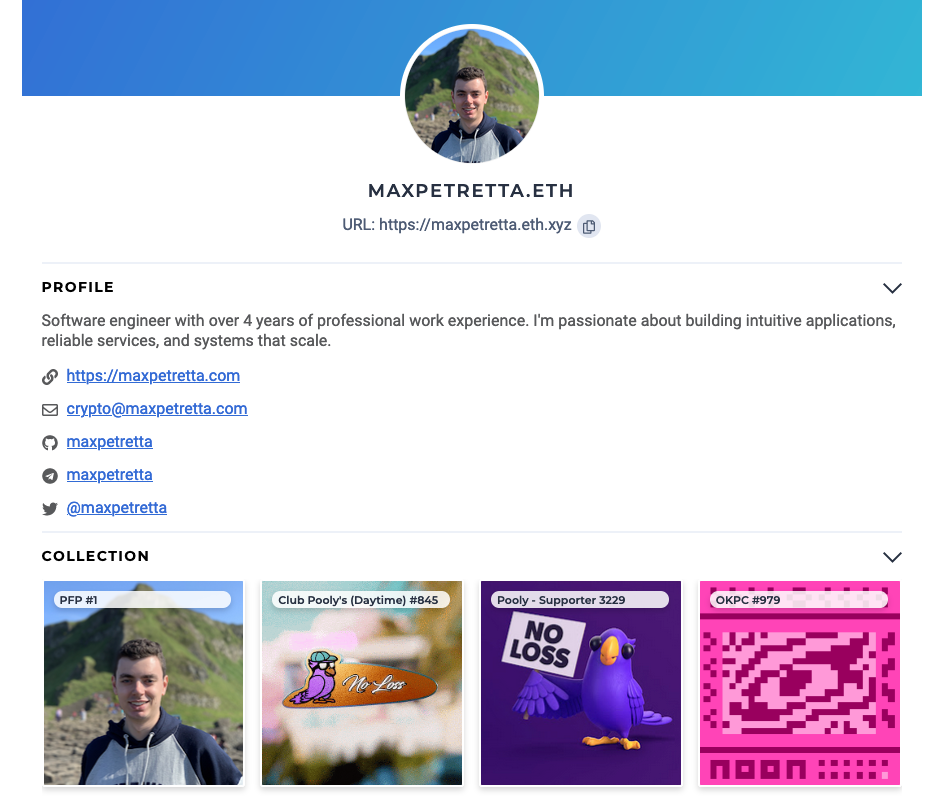 MAXPETRETTA.ETH
URL: https://maxpetretta.eth.xyz
PROFILE
Software engineer with over 4 years of professional work experience. I'm passionate about building intuitive applications,
reliable services, and systems that scale.
https://maxpetretta.com
crypto@maxpetretta.com
maxpetretta
maxpetretta
@maxpetretta
COLLECTION
PFP #1
Club Pooly's (Daytime) #845
Pooly - Supporter 3229
OKPC #979
No Loss
NO
LOSS